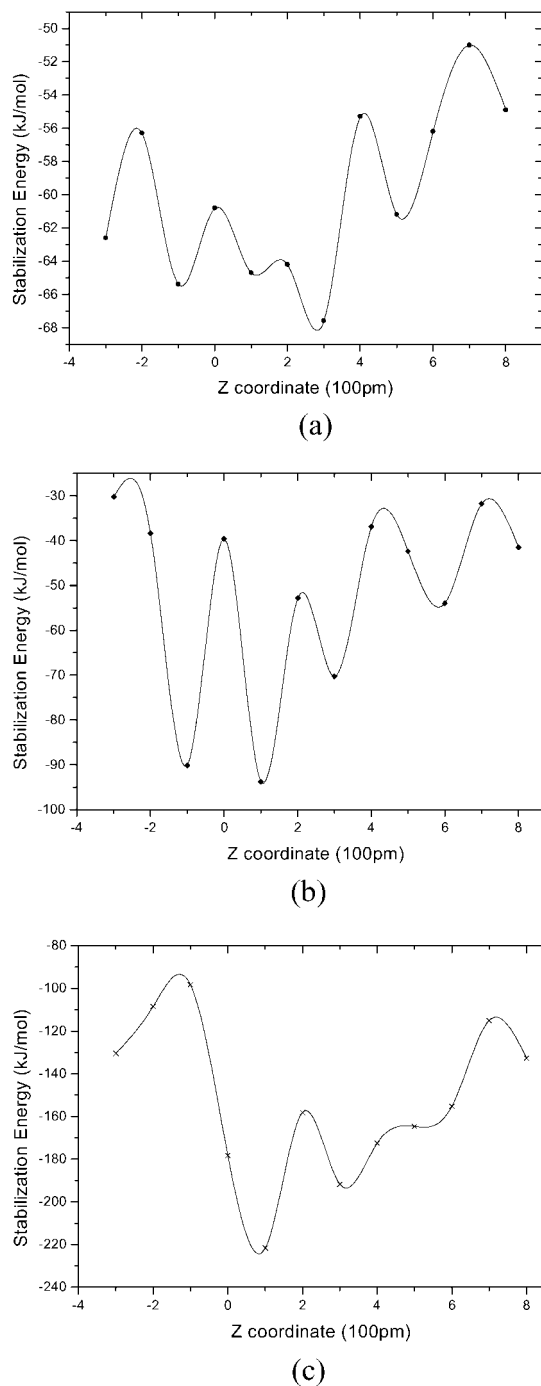 -50
-52
-54
-56
-58
-60
-62
-64
-66
-68
Stabilization Energy (kJ/mol)
-4 -2 0 2 4 6 8
Z coordinate (100pm)
(a)
-30
-40
-50
-60
-70
-80
-90
-100
Stabilization Energy (kJ/mol)
-4 -2 0 2 4 6 8
Z coordinate (100pm)
(b)
-80
-100
-120
-140
-160
-180
-200
-220
-240
Stabilization Energy (kJ/mol)
-4 -2 0 2 4 6 8
Z coordinate (100pm)
(c)